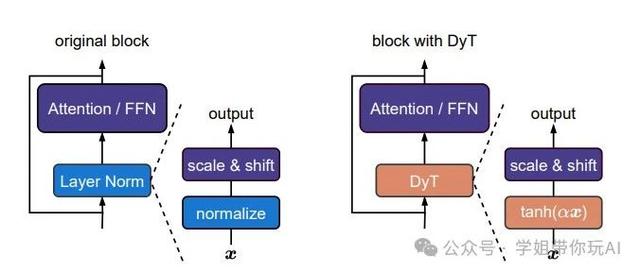 original block
Attention / FFN
Layer Norm
output
scale & shift
normalize
x
block with DyT
Attention / FFN
DyT
output
scale & shift
tanh(αx)
x
公众号 · 学姐带你玩AI